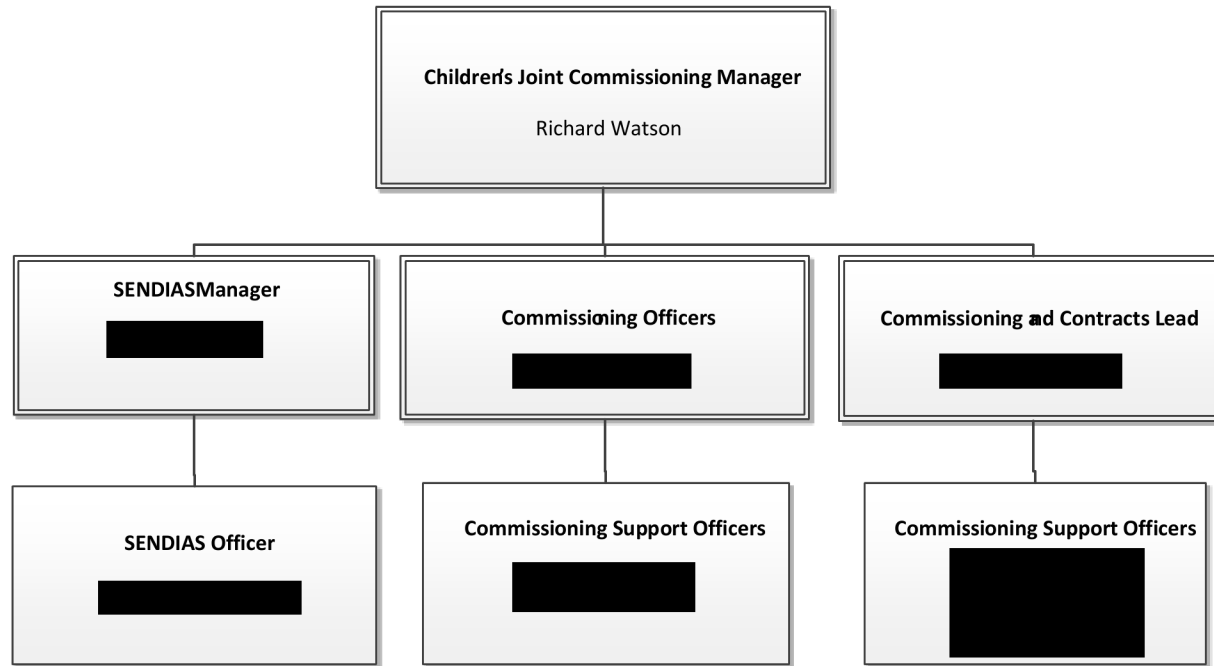 Children's Joint Commissioning Manager
Richard Watson
SENDIASManager
Commissioning Officers
Commissioning and Contracts Lead
SENDIAS Officer
Commissioning Support Officers
Commissioning Support Officers